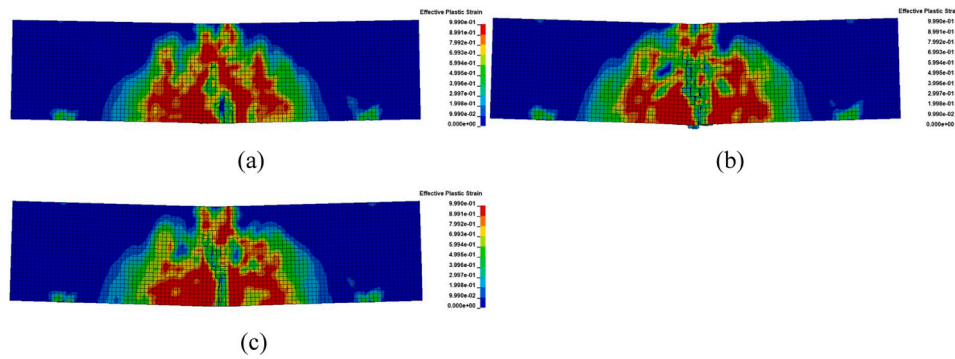 Effective Plastic Strain
9.990e-01
8.991e-01
7.992e-01
6.993e-01
5.994e-01
4.995e-01
3.996e-01
2.997e-01
1.998e-01
9.990e-02
0.000e+00
(a)
Effective Plastic Strain
9.990e-01
8.991e-01
7.992e-01
6.993e-01
5.994e-01
4.995e-01
3.996e-01
2.997e-01
1.998e-01
9.990e-02
0.000e+00
(b)
Effective Plastic Strain
9.990e-01
8.991e-01
7.992e-01
6.993e-01
5.994e-01
4.995e-01
3.996e-01
2.997e-01
1.998e-01
9.990e-02
0.000e+00
(c)